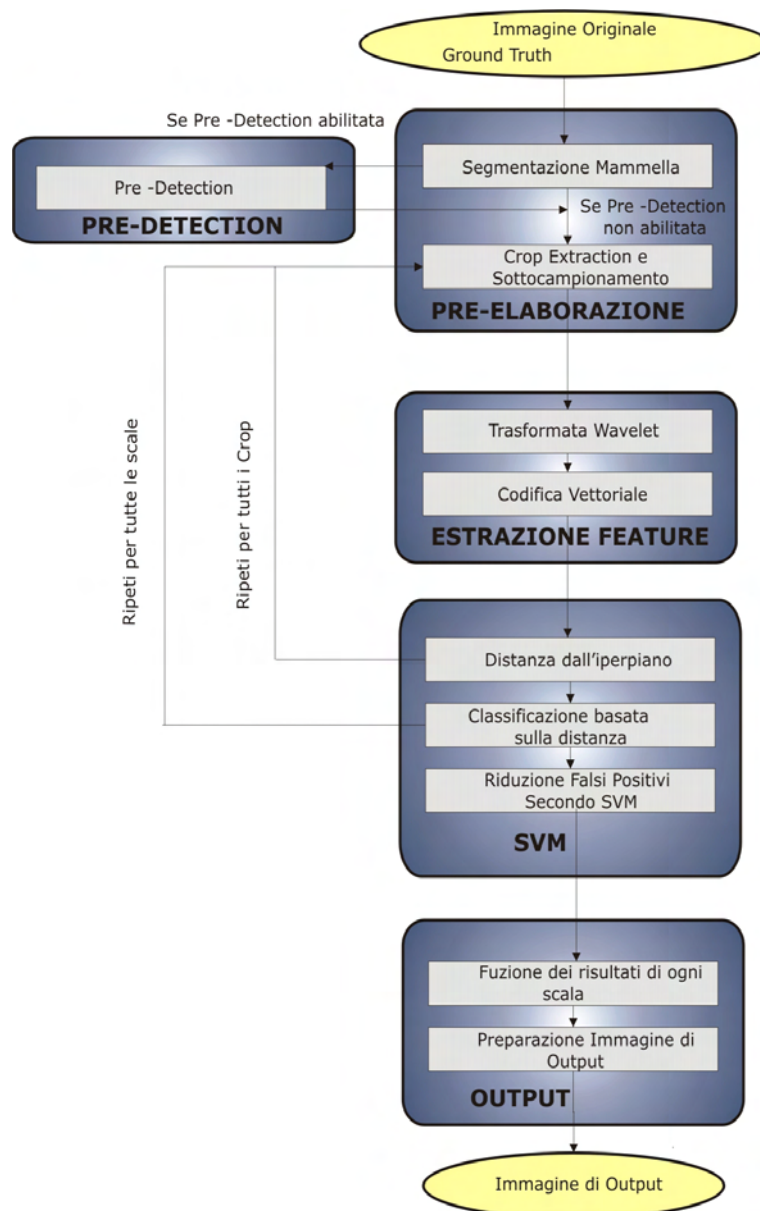 Immagine Originale
Ground Truth
Se Pre -Detection abilitata
Segmentazione Mammella
Pre -Detection
PRE-DETECTION
Se Pre -Detection
non abilitata
Crop Extraction e
Sottocampionamento
PRE-ELABORAZIONE
Ripeti per tutte le scale
Ripeti per tutti i Crop
Trasformata Wavelet
Codifica Vettoriale
ESTRAZIONE FEATURE
Distanza dall'iperpiano
Classificazione basata
sulla distanza
Riduzione Falsi Positivi
Secondo SVM
SVM
Fuzione dei risultati di ogni
scala
Preparazione Immagine di
Output
OUTPUT
Immagine di Output